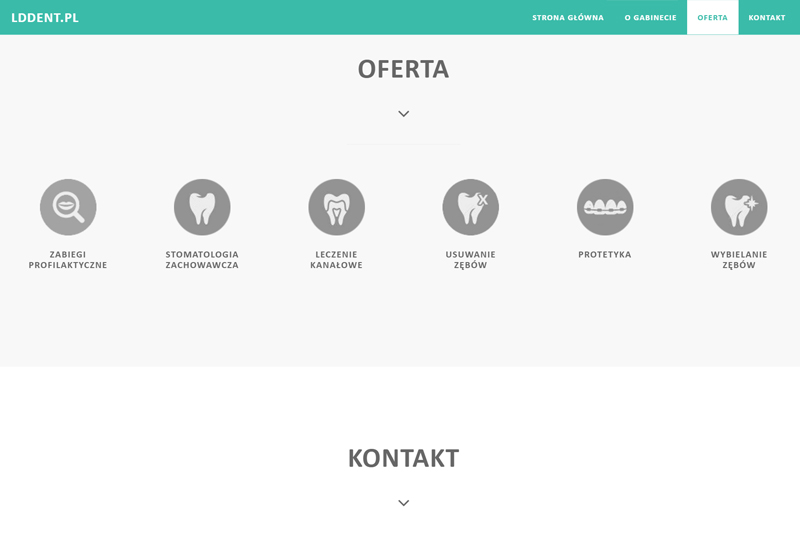 LDDENT.PL
STRONA GŁÓWNA
O GABINECIE
OFERTA
KONTAKT
OFERTA
ZABIEGI
PROFILAKTYCZNE
STOMATOLOGIA
ZACHOWAWCZA
LECZENIE
KANAŁOWE
USUWANIE
ZĘBÓW
PROTETYKA
WYBIELANIE
ZĘBÓW
KONTAKT